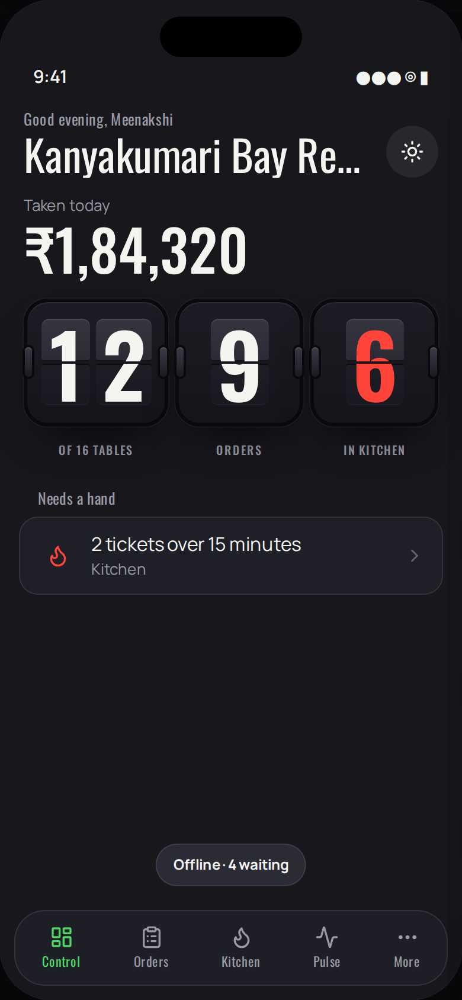 9:41
Good evening, Meenakshi
Kanyakumari Bay Re...
Taken today
₹1,84,320
12
9
6
OF 16 TABLES
ORDERS
IN KITCHEN
Needs a hand
2 tickets over 15 minutes
Kitchen
Offline · 4 waiting
Control
Orders
Kitchen
Pulse
More